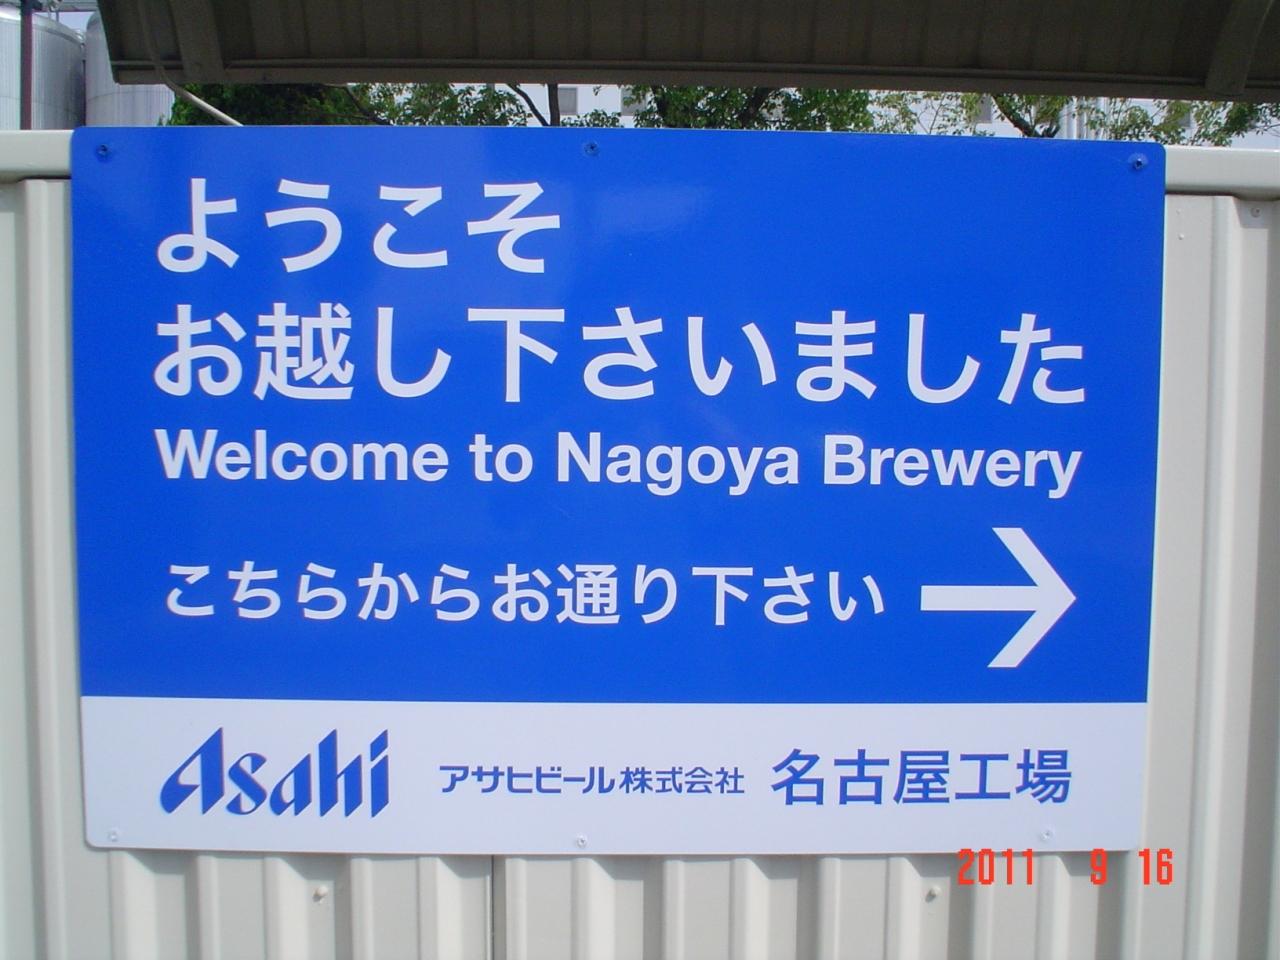 ようこそ
お越し下さいました
Welcome to Nagoya Brewery
こちらからお通り下さい →
Asahi アサヒビール株式会社 名古屋工場
2011 9 16